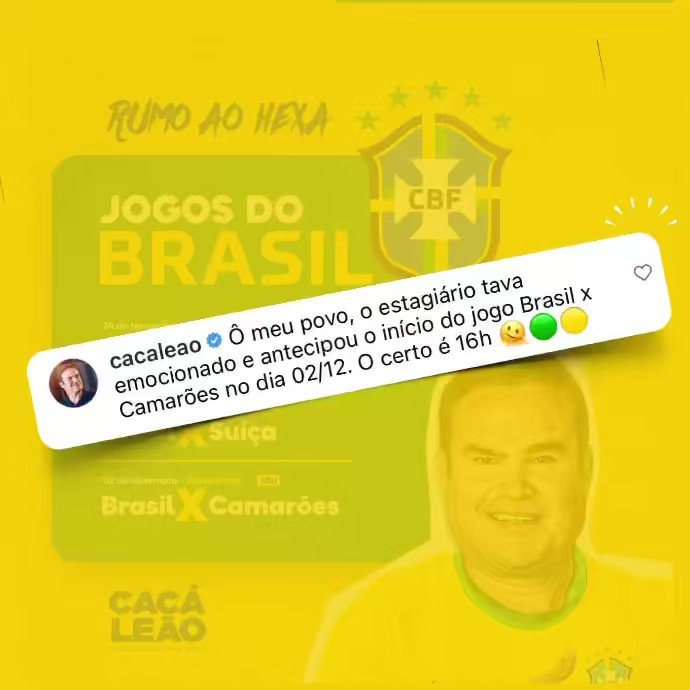 RUMO AO HEXA
CBF
JOGOS DO
BRASIL
cacaleao Ô meu povo, o estagiário tava
emocionado e antecipou o início do jogo Brasil x
Camarões no dia 02/12. O certo é 16h 🫠🟢🟡
X Suíça
Brasil X Camarões
CACÁ
LEÃO